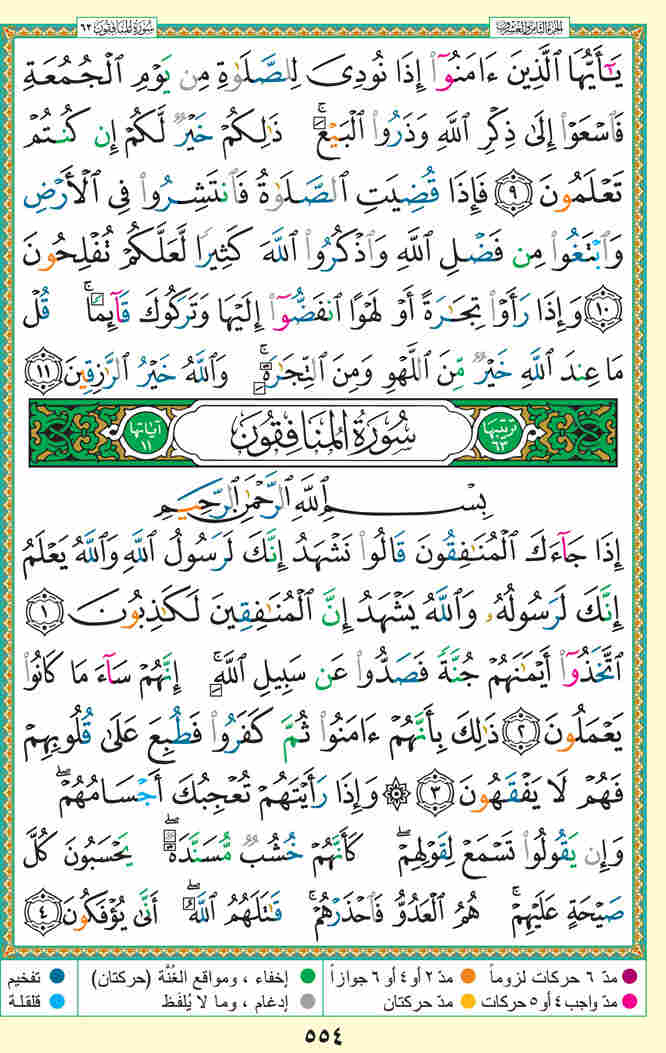 الجزء الثامن والعشرون
سُورَةُ المنَافِقُون ٦٣
يَـٰٓأَيُّهَا ٱلَّذِينَ ءَامَنُوٓا۟ إِذَا نُودِىَ لِلصَّلَوٰةِ مِن يَوْمِ ٱلْجُمُعَةِ
فَٱسْعَوْا۟ إِلَىٰ ذِكْرِ ٱللَّهِ وَذَرُوا۟ ٱلْبَيْعَ ۚ ذَٰلِكُمْ خَيْرٌ لَّكُمْ إِن كُنتُمْ
تَعْلَمُونَ ٩ فَإِذَا قُضِيَتِ ٱلصَّلَوٰةُ فَٱنتَشِرُوا۟ فِى ٱلْأَرْضِ
وَٱبْتَغُوا۟ مِن فَضْلِ ٱللَّهِ وَٱذْكُرُوا۟ ٱللَّهَ كَثِيرًا لَّعَلَّكُمْ تُفْلِحُونَ
١٠ وَإِذَا رَأَوْا۟ تِجَـٰرَةً أَوْ لَهْوًا ٱنفَضُّوٓا۟ إِلَيْهَا وَتَرَكُوكَ قَآئِمًا ۚ قُلْ
مَا عِندَ ٱللَّهِ خَيْرٌ مِّنَ ٱللَّهْوِ وَمِنَ ٱلتِّجَـٰرَةِ ۚ وَٱللَّهُ خَيْرُ ٱلرَّٰزِقِينَ ١١
ترتيبها ٦٣ سُورَةُ المُنَافِقُونَ آياتها ١١
بِسْمِ ٱللَّهِ ٱلرَّحْمَـٰنِ ٱلرَّحِيمِ
إِذَا جَآءَكَ ٱلْمُنَـٰفِقُونَ قَالُوا۟ نَشْهَدُ إِنَّكَ لَرَسُولُ ٱللَّهِ وَٱللَّهُ يَعْلَمُ
إِنَّكَ لَرَسُولُهُۥ وَٱللَّهُ يَشْهَدُ إِنَّ ٱلْمُنَـٰفِقِينَ لَكَـٰذِبُونَ ١
ٱتَّخَذُوٓا۟ أَيْمَـٰنَهُمْ جُنَّةً فَصَدُّوا۟ عَن سَبِيلِ ٱللَّهِ ۚ إِنَّهُمْ سَآءَ مَا كَانُوا۟
يَعْمَلُونَ ٢ ذَٰلِكَ بِأَنَّهُمْ ءَامَنُوا۟ ثُمَّ كَفَرُوا۟ فَطُبِعَ عَلَىٰ قُلُوبِهِمْ
فَهُمْ لَا يَفْقَهُونَ ٣ ۞ وَإِذَا رَأَيْتَهُمْ تُعْجِبُكَ أَجْسَامُهُمْ ۖ
وَإِن يَقُولُوا۟ تَسْمَعْ لِقَوْلِهِمْ ۖ كَأَنَّهُمْ خُشُبٌ مُّسَنَّدَةٌ ۖ يَحْسَبُونَ كُلَّ
صَيْحَةٍ عَلَيْهِمْ ۚ هُمُ ٱلْعَدُوُّ فَٱحْذَرْهُمْ ۚ قَـٰتَلَهُمُ ٱللَّهُ ۖ أَنَّىٰ يُؤْفَكُونَ ٤
مدّ ٦ حركات لزوماً مدّ ٢ أو ٤ أو ٦ جوازاً إخفاء ، ومواقع الغُنَّة (حركتان) تفخيم
مدّ واجب ٤ أو ٥ حركات مدّ حركتان إدغام ، وما لا يُلفَظ قلقلة
٥٥٤